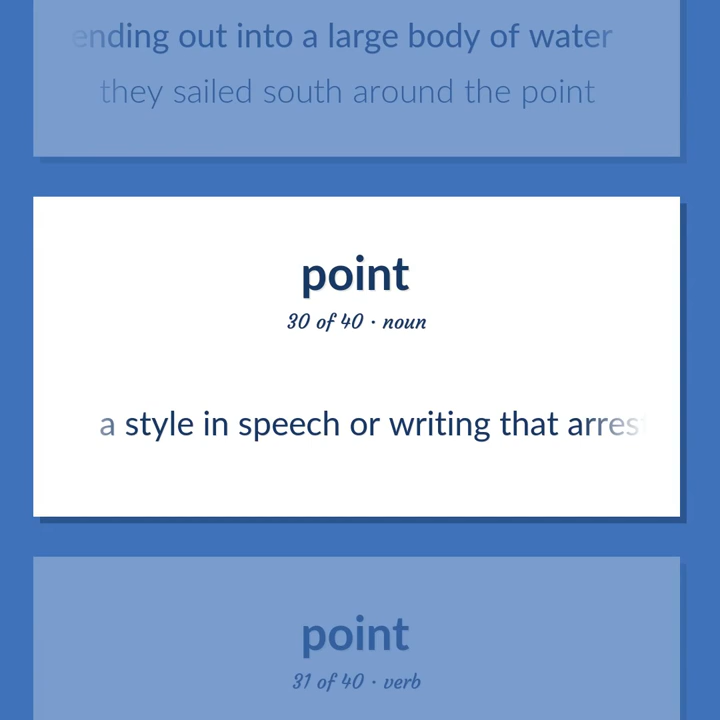 ending out into a large body of water
they sailed south around the point
point
30 of 40 · noun
a style in speech or writing that arrest
point
31 of 40 · verb